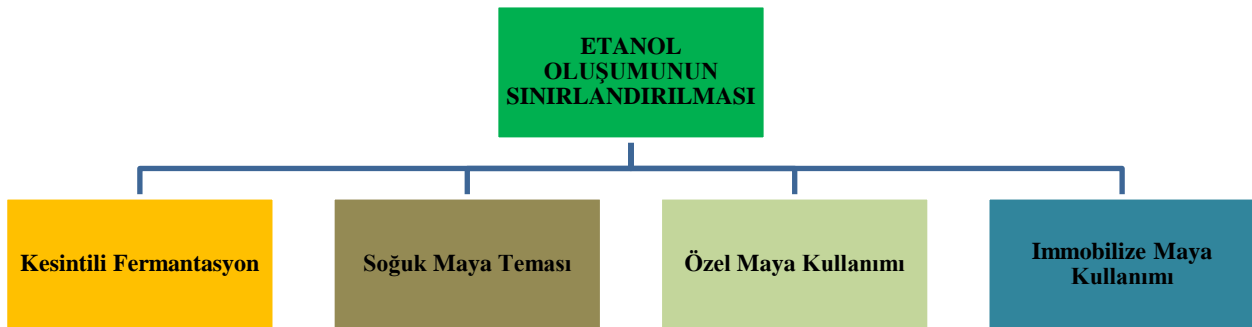 ETANOL
OLUŞUMUNUN
SINIRLANDIRILMASI
Kesintili Fermantasyon
Soğuk Maya Teması
Özel Maya Kullanımı
Immobilize Maya
Kullanımı